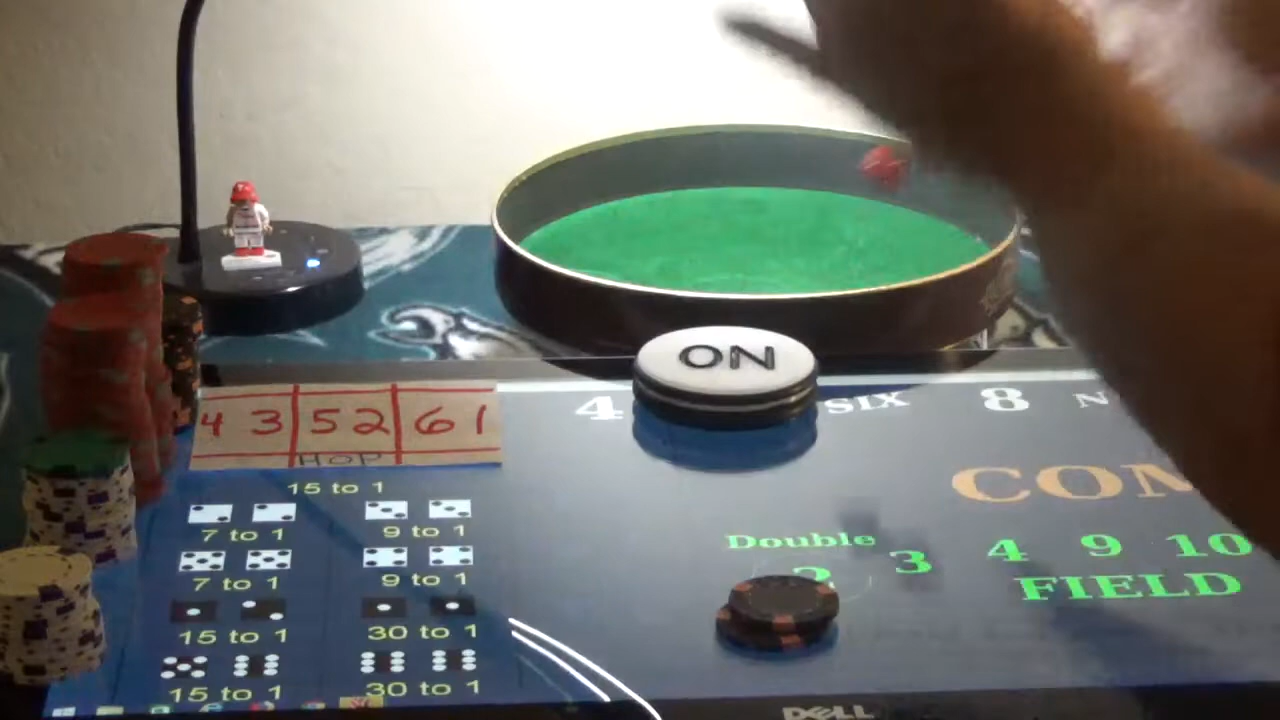 ON
4 SIX 8 N
4 3 5 2 6 1
HOP
COM
15 to 1
7 to 1 9 to 1
Double
3 4 9 10
2
7 to 1 9 to 1
FIELD
15 to 1 30 to 1
15 to 1 30 to 1
DELL